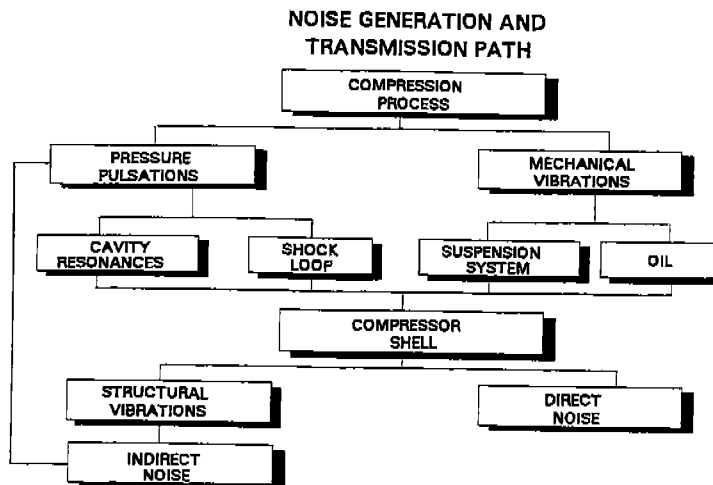 NOISE GENERATION AND
TRANSMISSION PATH
COMPRESSION
PROCESS
PRESSURE
PULSATIONS
MECHANICAL
VIBRATIONS
CAVITY
RESONANCES
SHOCK
LOOP
SUSPENSION
SYSTEM
OIL
COMPRESSOR
SHELL
STRUCTURAL
VIBRATIONS
DIRECT
NOISE
INDIRECT
NOISE